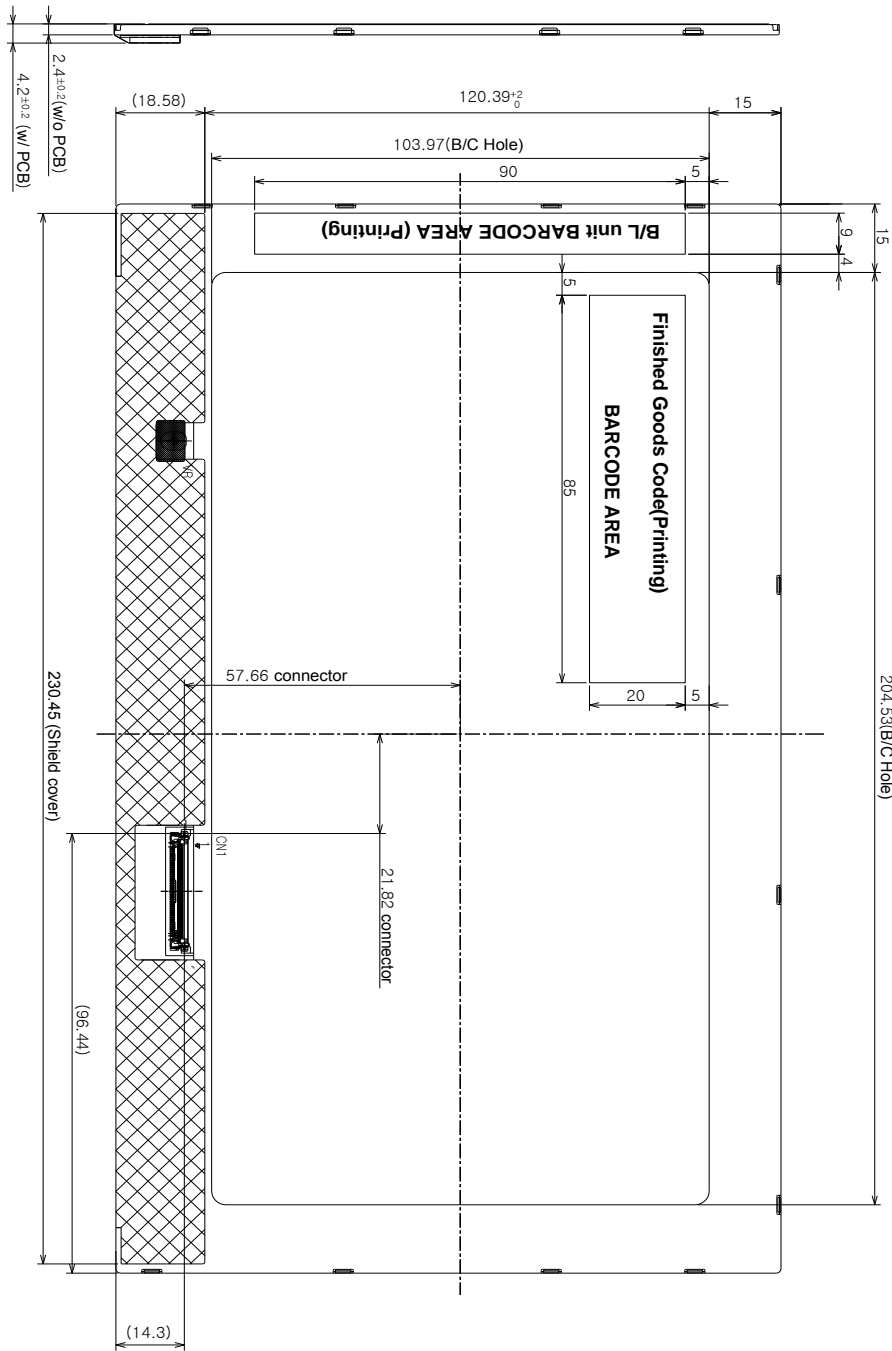 2.4±0.2(w/o PCB)
4.2±0.2 (w/ PCB)
(18.58)
120.39 +2 0
15
103.97(B/C Hole)
90
5
B/L unit BARCODE AREA (Printing)
9
4
15
5
Finished Goods Code(Printing)
BARCODE AREA
85
20
5
204.53(B/C Hole)
VR
57.66 connector
21.82 connector
CN1
1
230.45 (Shield cover)
(96.44)
(14.3)